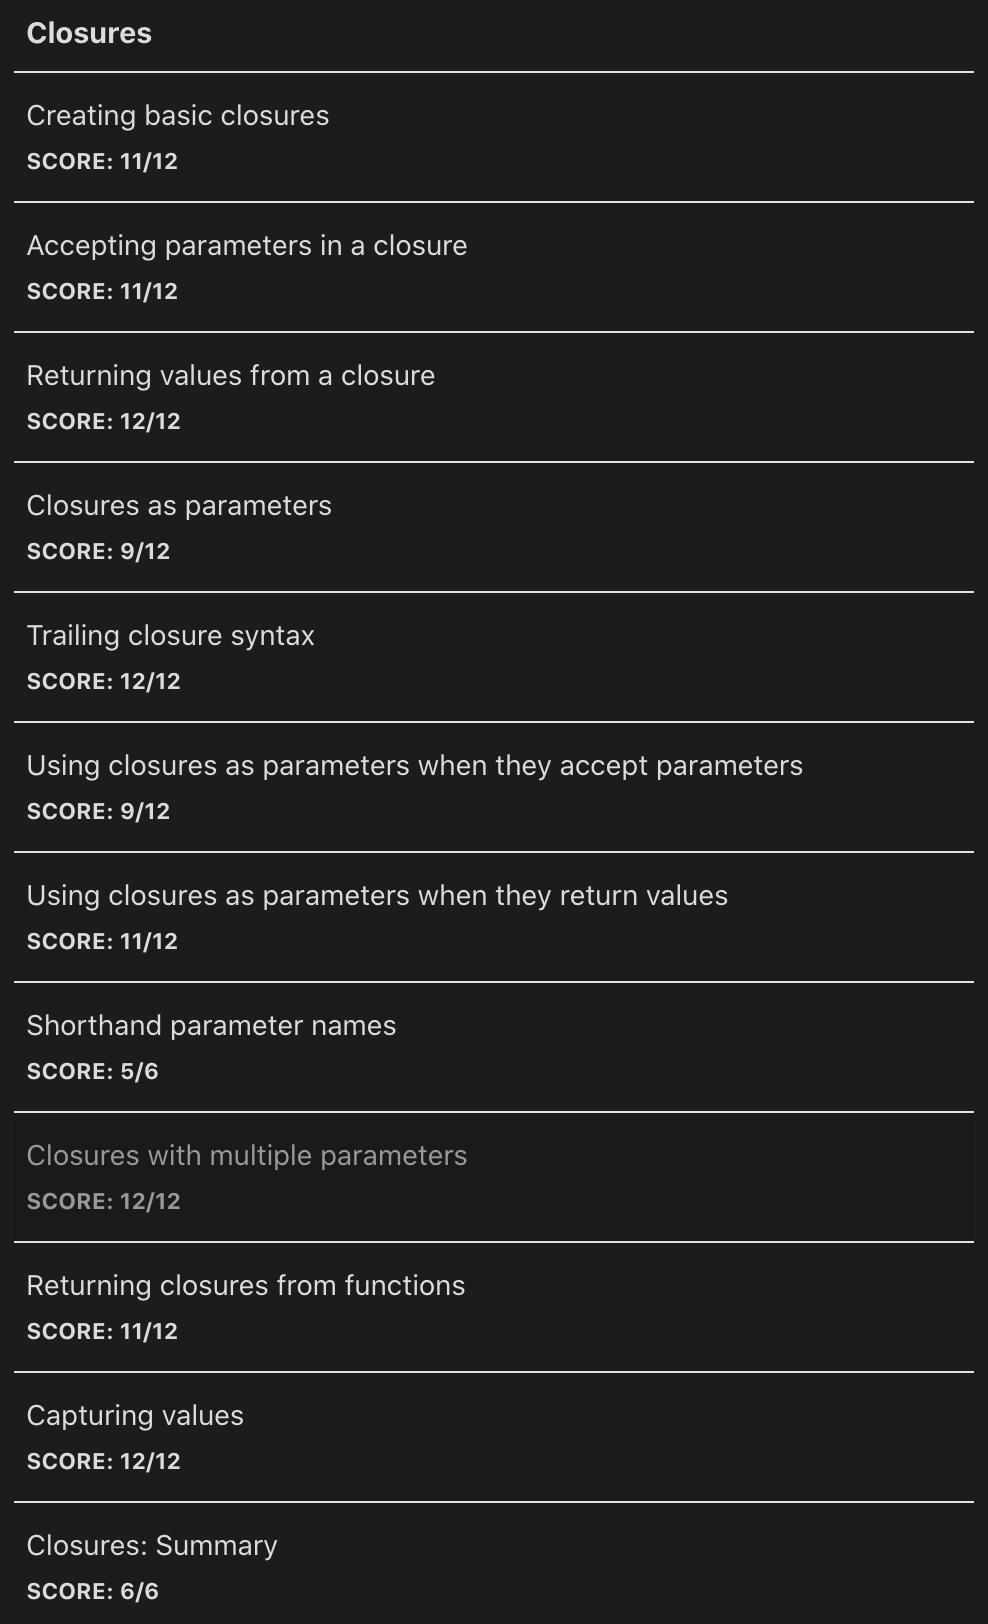 Closures
Creating basic closures
SCORE: 11/12
Accepting parameters in a closure
SCORE: 11/12
Returning values from a closure
SCORE: 12/12
Closures as parameters
SCORE: 9/12
Trailing closure syntax
SCORE: 12/12
Using closures as parameters when they accept parameters
SCORE: 9/12
Using closures as parameters when they return values
SCORE: 11/12
Shorthand parameter names
SCORE: 5/6
Closures with multiple parameters
SCORE: 12/12
Returning closures from functions
SCORE: 11/12
Capturing values
SCORE: 12/12
Closures: Summary
SCORE: 6/6